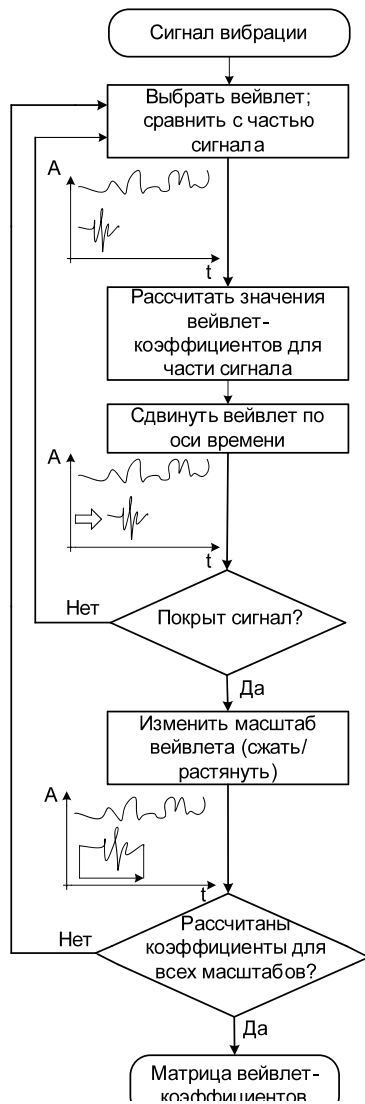 Сигнал вибрации
Выбрать вейвлет;
сравнить с частью
сигнала
A
t
Рассчитать значения
вейвлет-
коэффициентов для
части сигнала
Сдвинуть вейвлет по
оси времени
A
t
Покрыт сигнал?
Нет
Да
Изменить масштаб
вейвлета (сжать/
растянуть)
A
t
Рассчитаны
коэффициенты для
всех масштабов?
Нет
Да
Матрица вейвлет-
коэффициентов